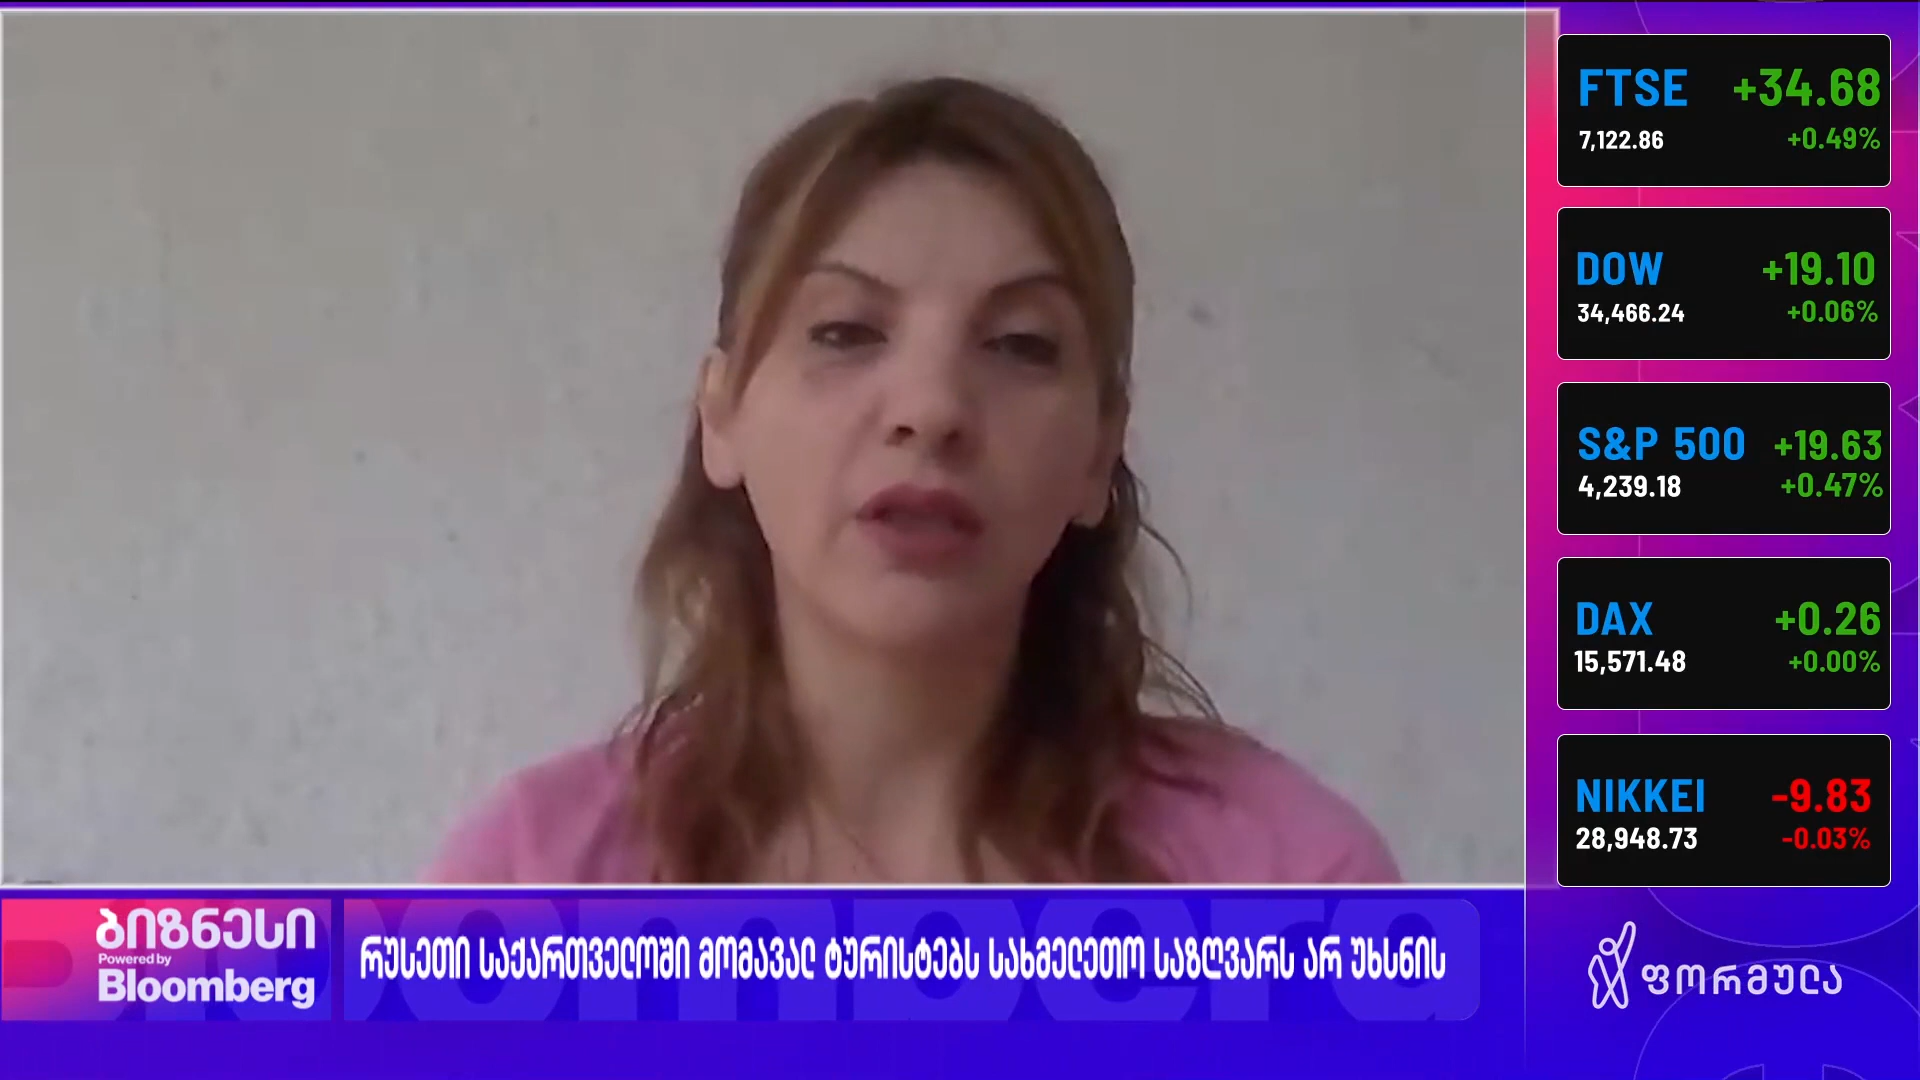 FTSE +34.68
7,122.86 +0.49%
DOW +19.10
34,466.24 +0.06%
S&P 500 +19.63
4,239.18 +0.47%
DAX +0.26
15,571.48 +0.00%
NIKKEI -9.83
28,948.73 -0.03%
ბიზნესი
Powered by
Bloomberg
რუსეთი საქართველოში მომავალ ტურისტებს სახმელეთო საზღვარს არ უხსნის
ფორმულა